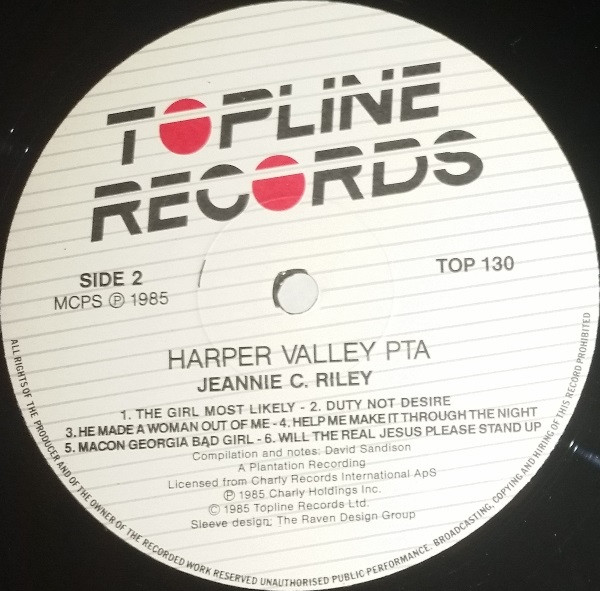 TOPLINE
RECORDS
SIDE 2
MCPS ℗ 1985
TOP 130
HARPER VALLEY PTA
JEANNIE C. RILEY
1. THE GIRL MOST LIKELY - 2. DUTY NOT DESIRE
3. HE MADE A WOMAN OUT OF ME - 4. HELP ME MAKE IT THROUGH THE NIGHT
5. MACON GEORGIA BAD GIRL - 6. WILL THE REAL JESUS PLEASE STAND UP
Compilation and notes: David Sandison
A Plantation Recording
Licensed from Charly Records International ApS
℗ 1985 Charly Holdings Inc.
© 1985 Topline Records Ltd.
Sleeve design: The Raven Design Group
ALL RIGHTS OF THE PRODUCER AND OF THE OWNER OF THE RECORDED WORK RESERVED UNAUTHORISED PUBLIC PERFORMANCE. BROADCASTING, COPYING AND HIRING OF THIS RECORD PROHIBITED